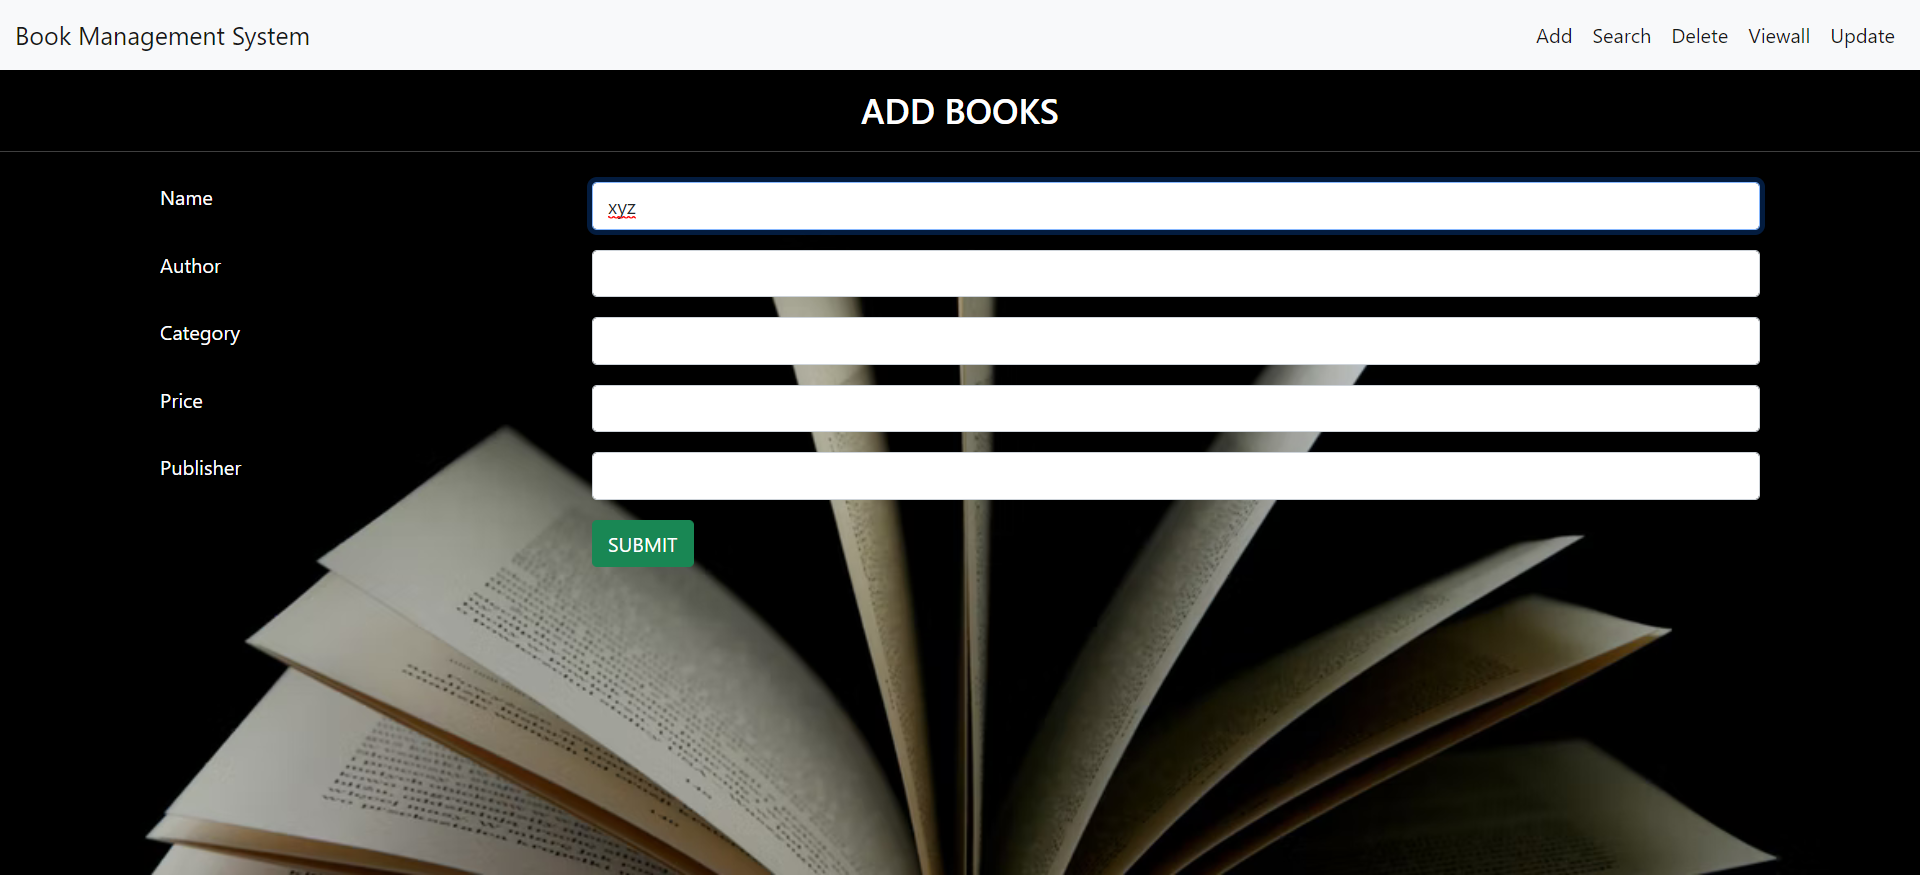 Book Management System
Add Search Delete Viewall Update
ADD BOOKS
Name
xyz
Author
Category
Price
Publisher
SUBMIT